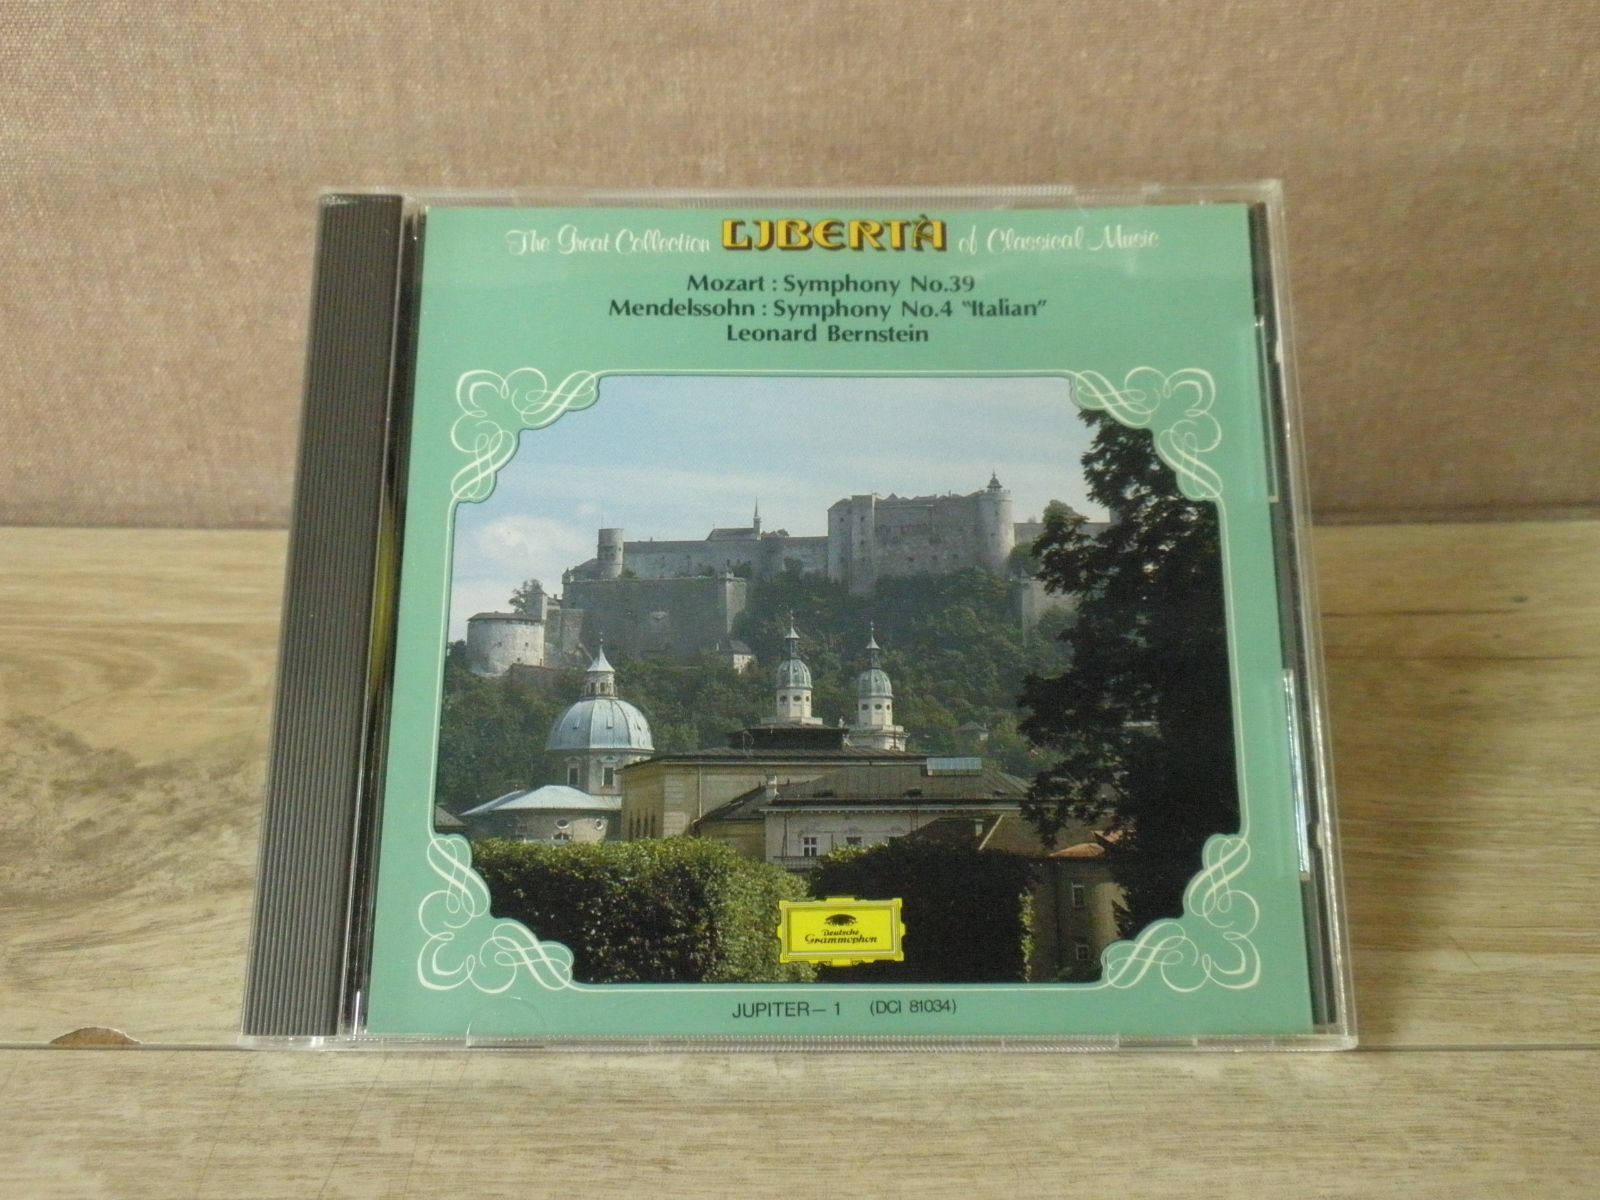 The Great Collection LIBERTÀ of Classical Music
Mozart : Symphony No.39
Mendelssohn : Symphony No.4 "Italian"
Leonard Bernstein
Deutsche
Grammophon
JUPITER—1 (DCI 81034)